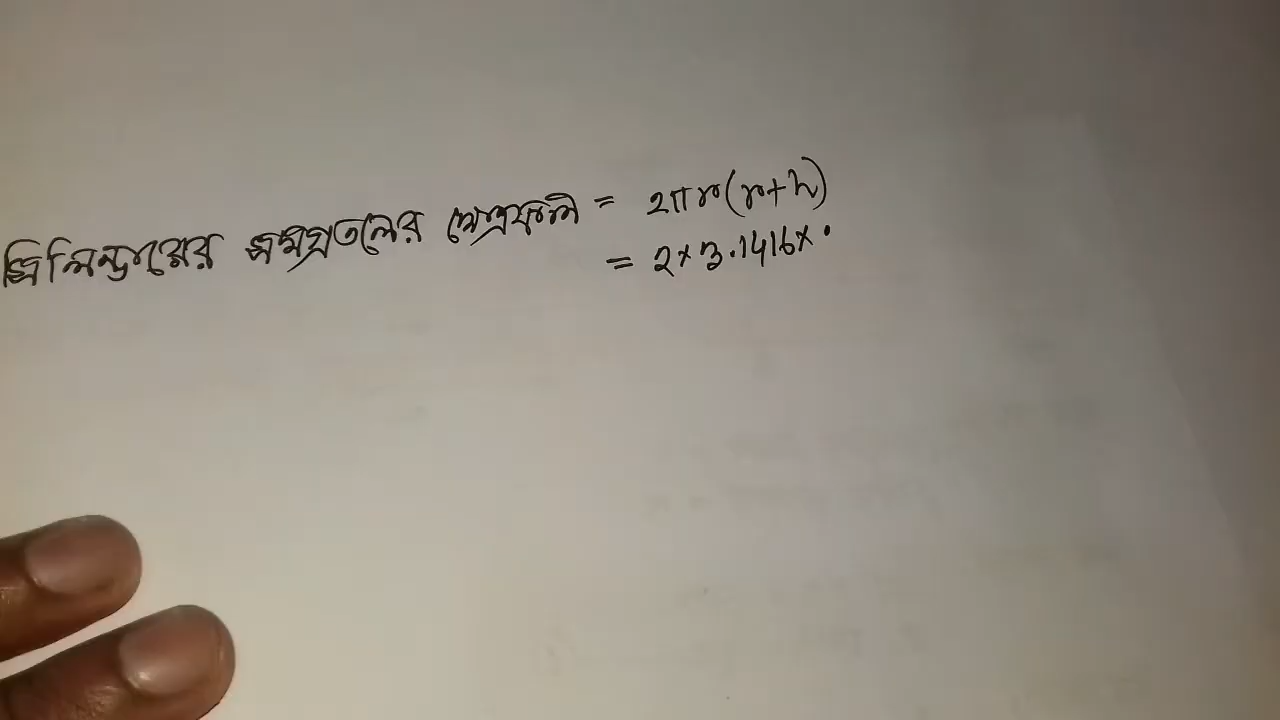 সিলিন্ডারের সমগ্রতলের ক্ষেত্রফল = 2πr(r+h)
= 2×3.1416×